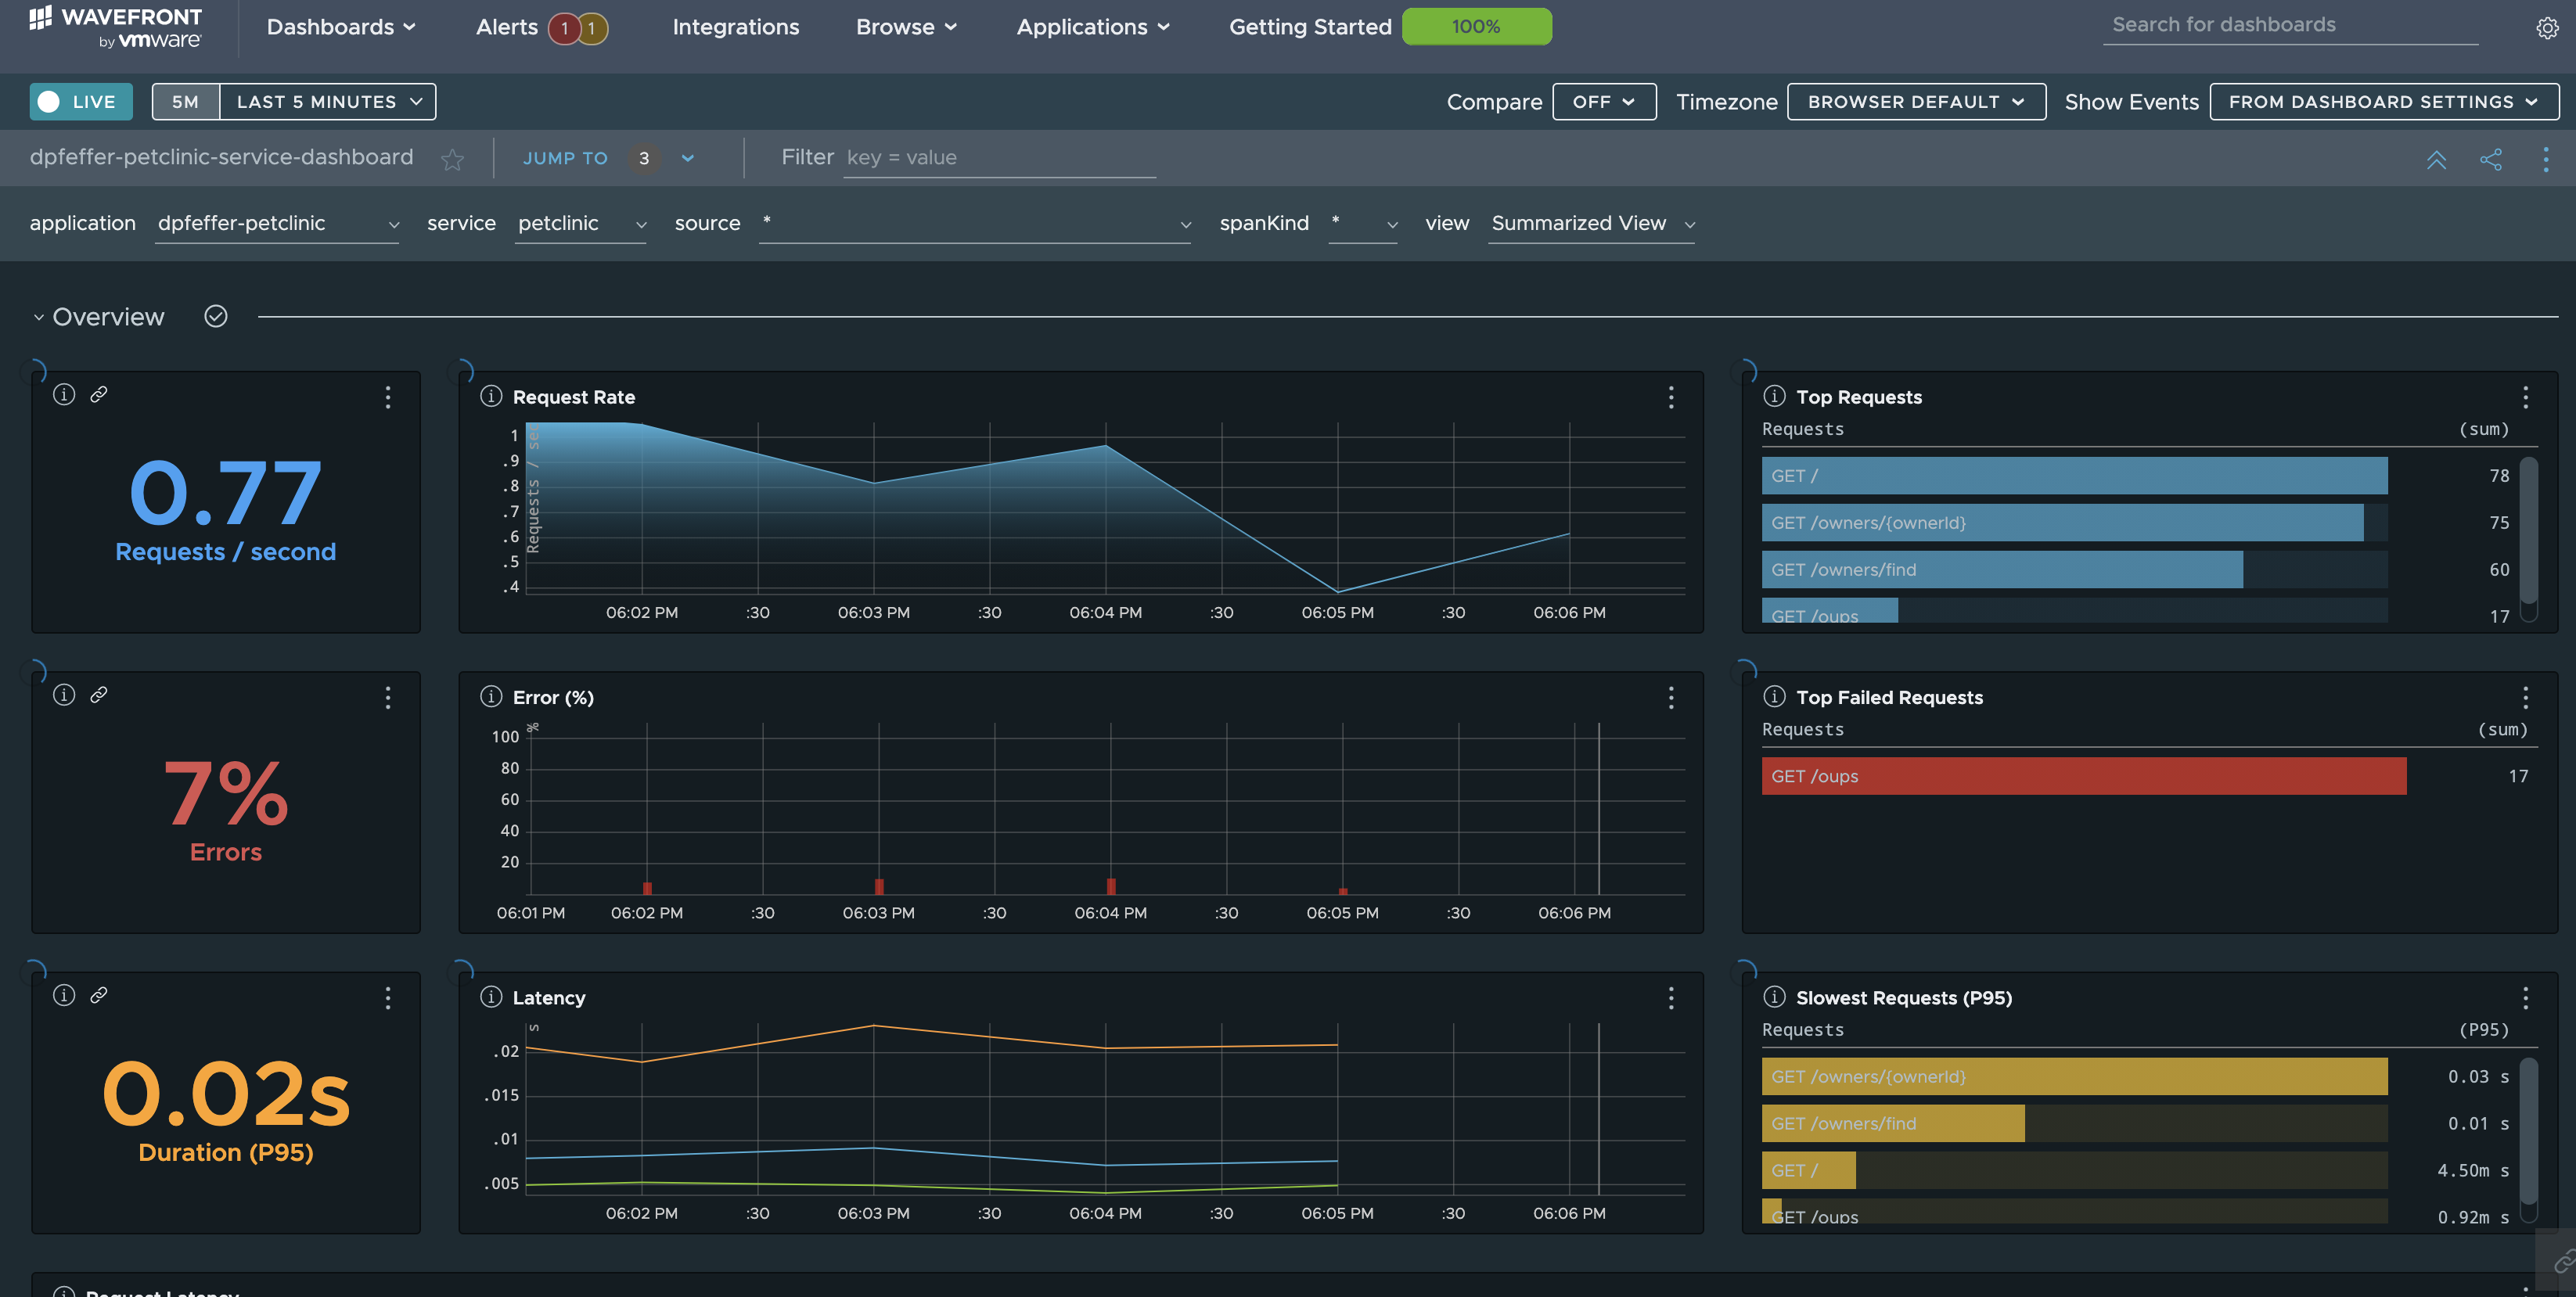 WAVEFRONT by vmware Dashboards Alerts 1 1 Integrations Browse Applications Getting Started 100% Search for dashboards
LIVE 5M LAST 5 MINUTES Compare OFF Timezone BROWSER DEFAULT Show Events FROM DASHBOARD SETTINGS
dpfeffer-petclinic-service-dashboard JUMP TO 3 Filter key = value
application dpfeffer-petclinic service petclinic source * spanKind * view Summarized View
Overview
0.77
Requests / second
Request Rate
Requests / sec
1
.9
.8
.7
.6
.5
.4
06:02 PM :30 06:03 PM :30 06:04 PM :30 06:05 PM :30 06:06 PM
Top Requests
Requests (sum)
GET / 78
GET /owners/{ownerId} 75
GET /owners/find 60
GET /oups 17
7%
Errors
Error (%)
%
100
80
60
40
20
06:01 PM 06:02 PM :30 06:03 PM :30 06:04 PM :30 06:05 PM :30 06:06 PM
Top Failed Requests
Requests (sum)
GET /oups 17
0.02s
Duration (P95)
Latency
s
.02
.015
.01
.005
06:02 PM :30 06:03 PM :30 06:04 PM :30 06:05 PM :30 06:06 PM
Slowest Requests (P95)
Requests (P95)
GET /owners/{ownerId} 0.03 s
GET /owners/find 0.01 s
GET / 4.50m s
GET /oups 0.92m s
Request Latency